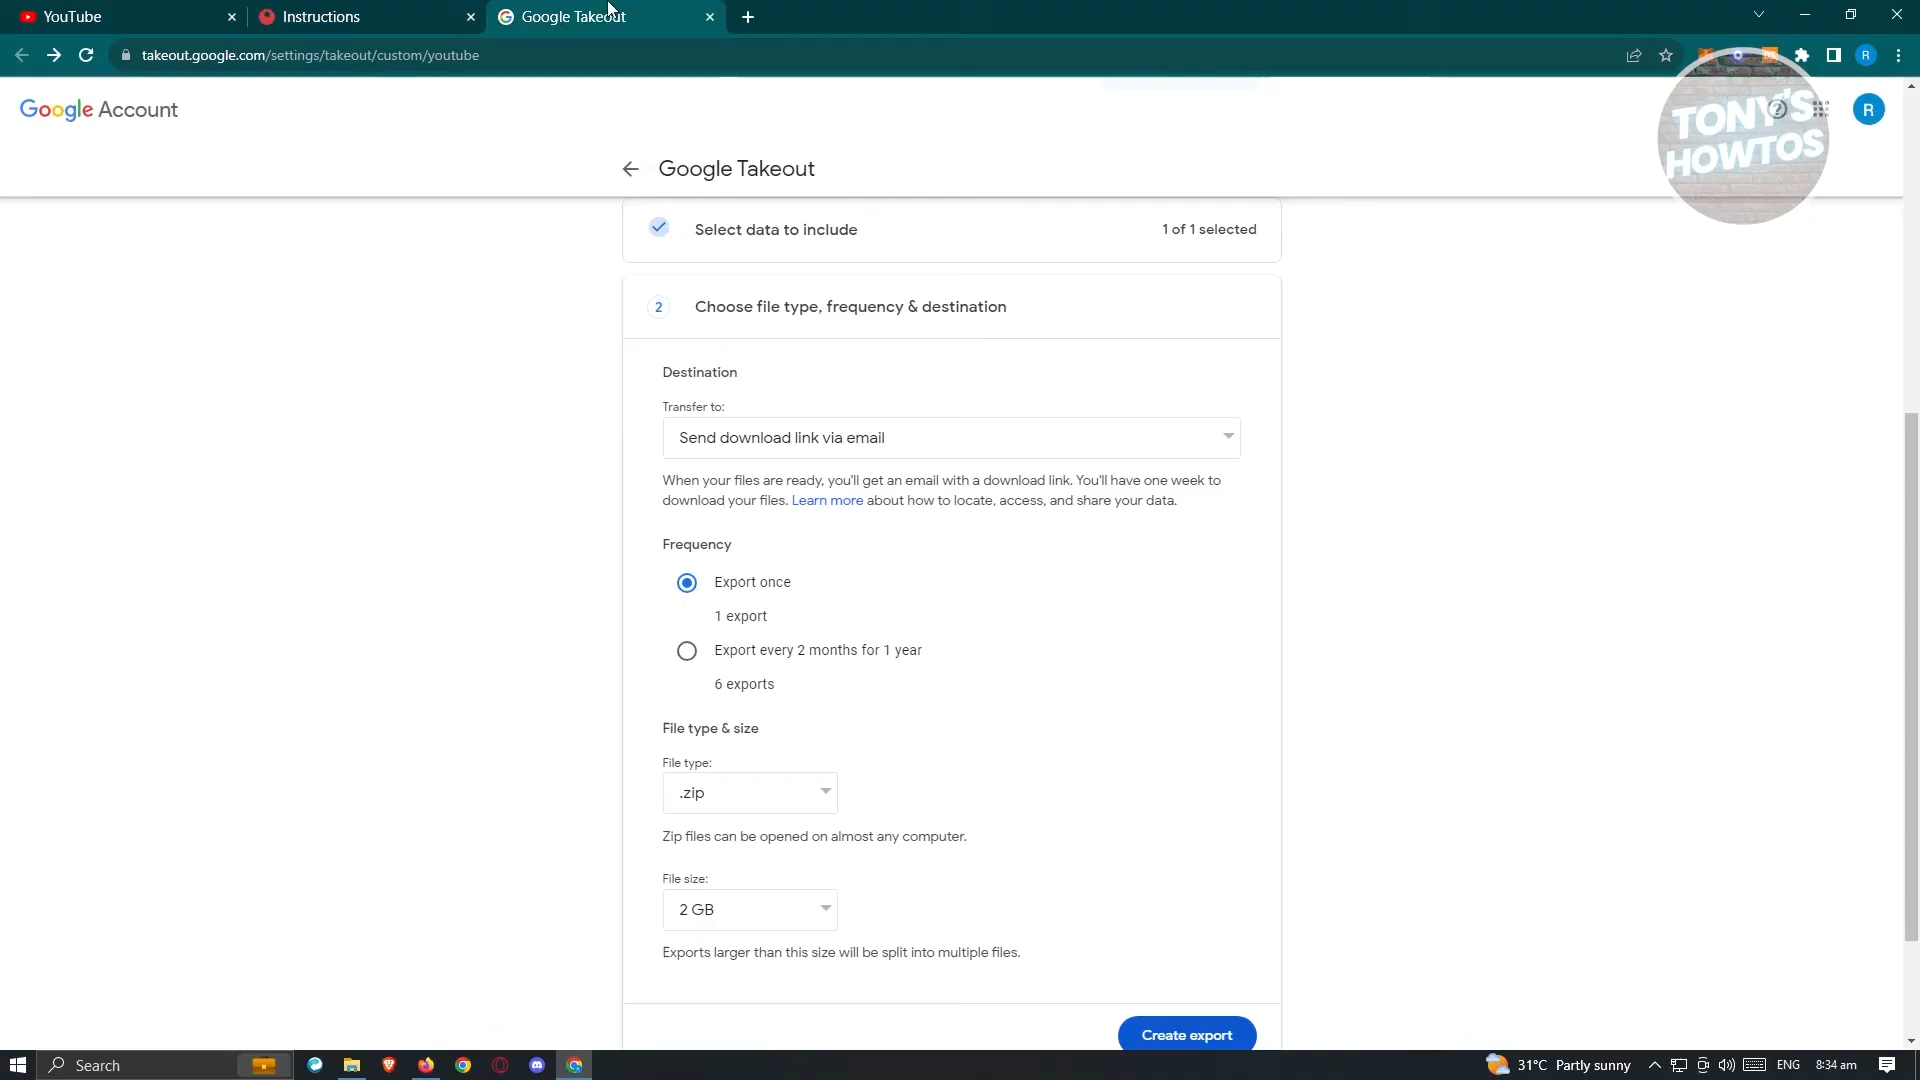 YouTube
Instructions
Google Takeout
takeout.google.com/settings/takeout/custom/youtube
R
Google Account
TONY'S
HOWTOS
R
Google Takeout
Select data to include
1 of 1 selected
2
Choose file type, frequency & destination
Destination
Transfer to:
Send download link via email
When your files are ready, you'll get an email with a download link. You'll have one week to
download your files. Learn more about how to locate, access, and share your data.
Frequency
Export once
1 export
Export every 2 months for 1 year
6 exports
File type & size
File type:
.zip
Zip files can be opened on almost any computer.
File size:
2 GB
Exports larger than this size will be split into multiple files.
Create export
Search
31°C Partly sunny
ENG
8:34 am